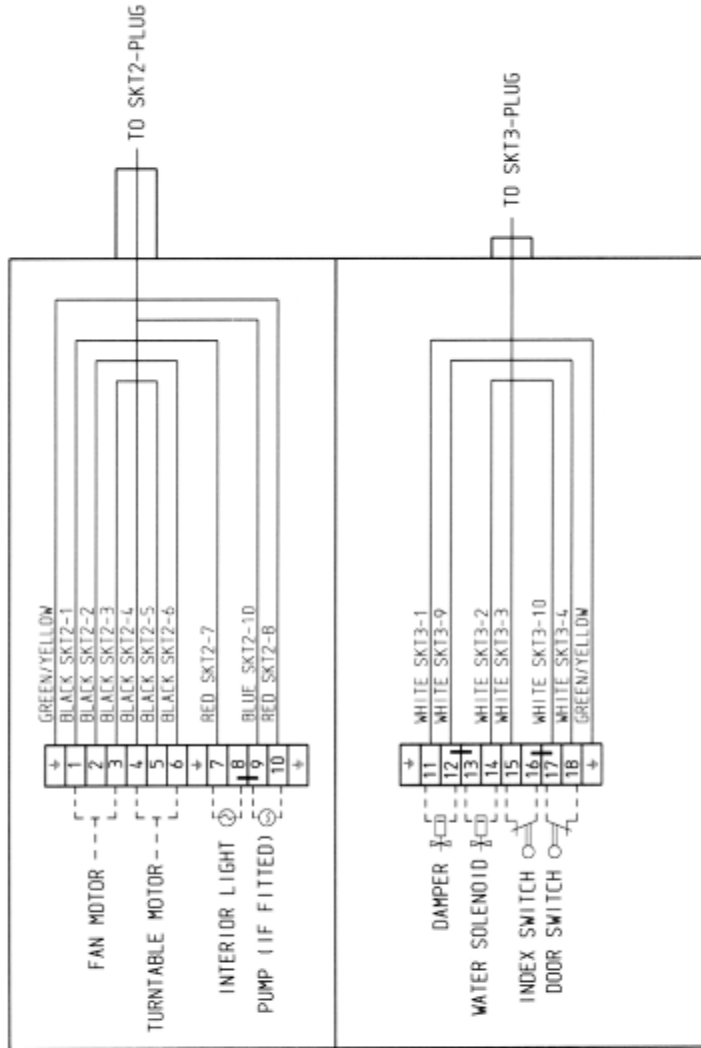 TO SKT2-PLUG
GREEN/YELLOW
BLACK SKT2-1
BLACK SKT2-2
BLACK SKT2-3
BLACK SKT2-4
BLACK SKT2-5
BLACK SKT2-6
RED SKT2-7
BLUE SKT2-10
RED SKT2-8
1
2
3
4
5
6
7
8
9
10
FAN MOTOR
TURNTABLE MOTOR
INTERIOR LIGHT
PUMP (IF FITTED)
TO SKT3-PLUG
WHITE SKT3-1
WHITE SKT3-9
WHITE SKT3-2
WHITE SKT3-3
WHITE SKT3-10
WHITE SKT3-4
GREEN/YELLOW
11
12
13
14
15
16
17
18
DAMPER
WATER SOLENOID
INDEX SWITCH
DOOR SWITCH